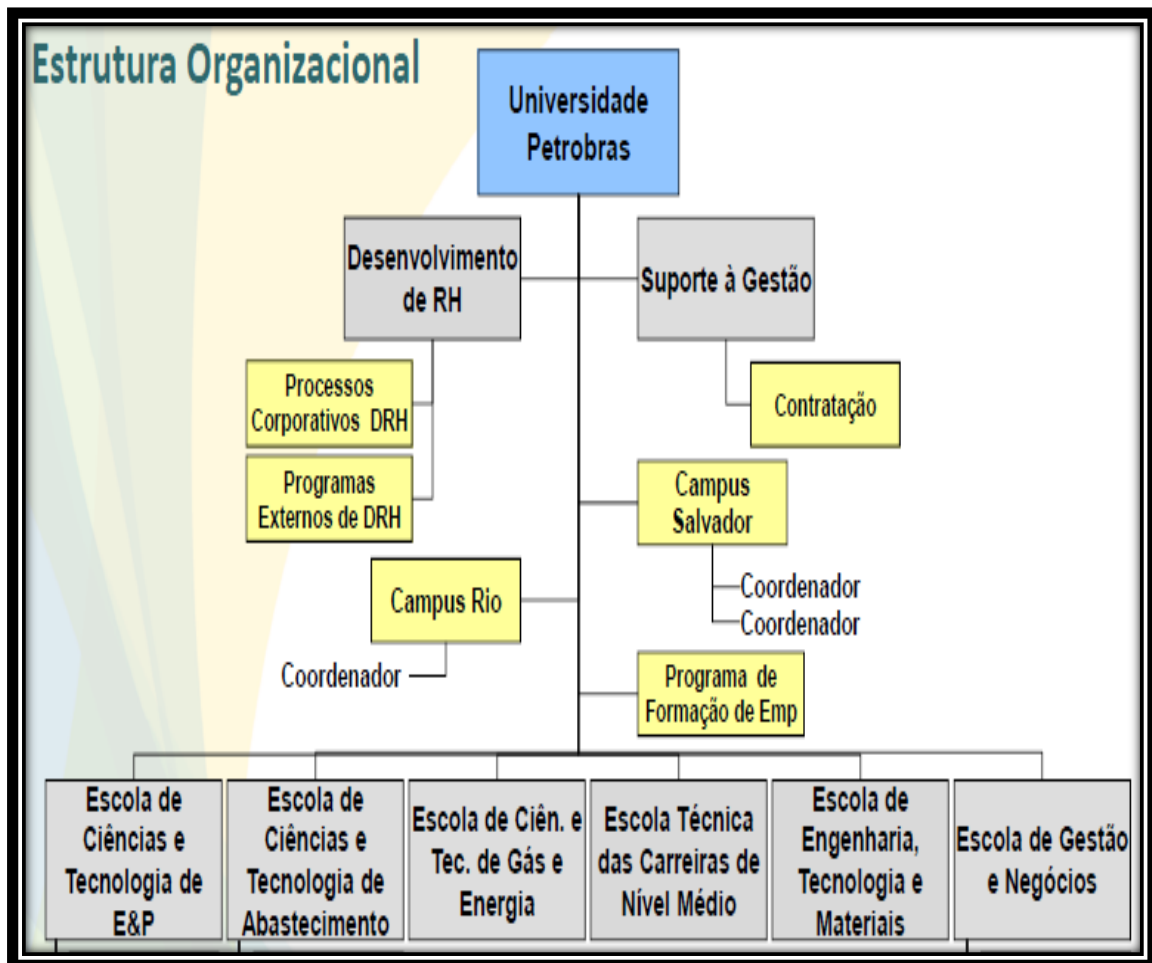 Estrutura Organizacional
Universidade
Petrobras
Desenvolvimento
de RH
Suporte à Gestão
Processos
Corporativos DRH
Contratação
Programas
Externos de DRH
Campus
Salvador
Coordenador
Coordenador
Campus Rio
Coordenador
Programa de
Formação de Emp
Escola de
Ciências e
Tecnologia de
E&P
Escola de
Ciências e
Tecnologia de
Abastecimento
Escola de Ciên. e
Tec. de Gás e
Energia
Escola Técnica
das Carreiras de
Nível Médio
Escola de
Engenharia,
Tecnologia e
Materiais
Escola de Gestão
e Negócios